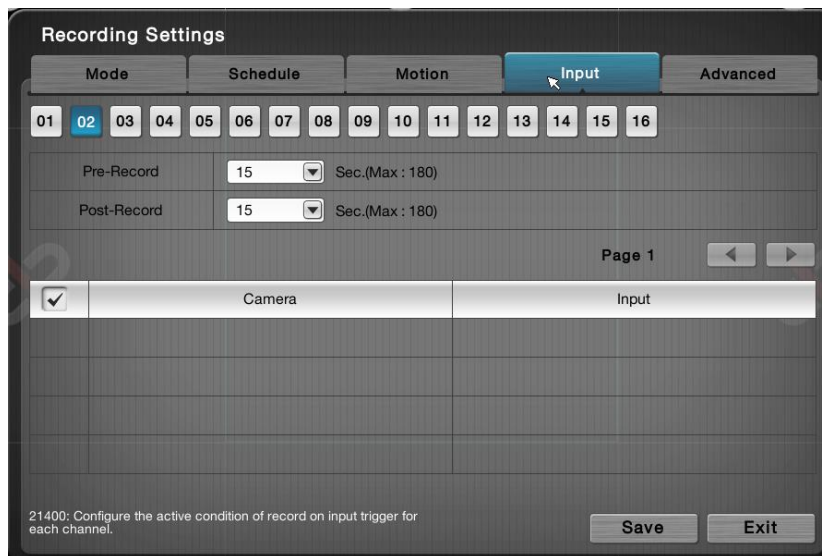 Recording Settings
Mode Schedule Motion Input Advanced
01 02 03 04 05 06 07 08 09 10 11 12 13 14 15 16
Pre-Record 15 Sec.(Max : 180)
Post-Record 15 Sec.(Max : 180)
Page 1
Camera Input
21400: Configure the active condition of record on input trigger for
each channel.
Save Exit